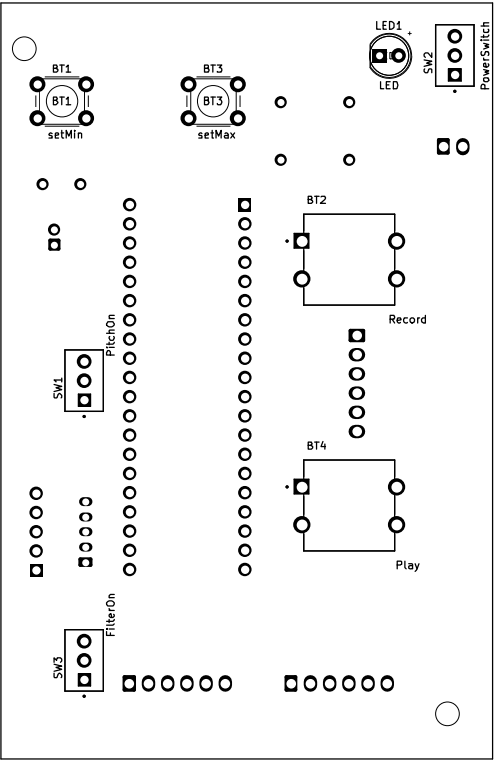 LED1
+
LED
SW2
PowerSwitch
BT1
BT1
setMin
BT3
BT3
setMax
BT2
Record
PitchOn
SW1
BT4
Play
FilterOn
SW3